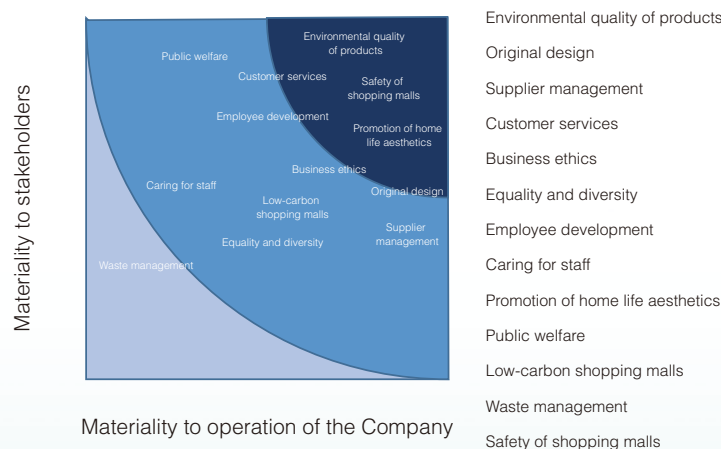 Materiality to stakeholders
Environmental quality
of products
Public welfare
Customer services
Safety of
shopping malls
Employee development
Promotion of home
life aesthetics
Business ethics
Caring for staff
Original design
Low-carbon
shopping malls
Supplier
management
Equality and diversity
Waste management
Materiality to operation of the Company
Environmental quality of products
Original design
Supplier management
Customer services
Business ethics
Equality and diversity
Employee development
Caring for staff
Promotion of home life aesthetics
Public welfare
Low-carbon shopping malls
Waste management
Safety of shopping malls